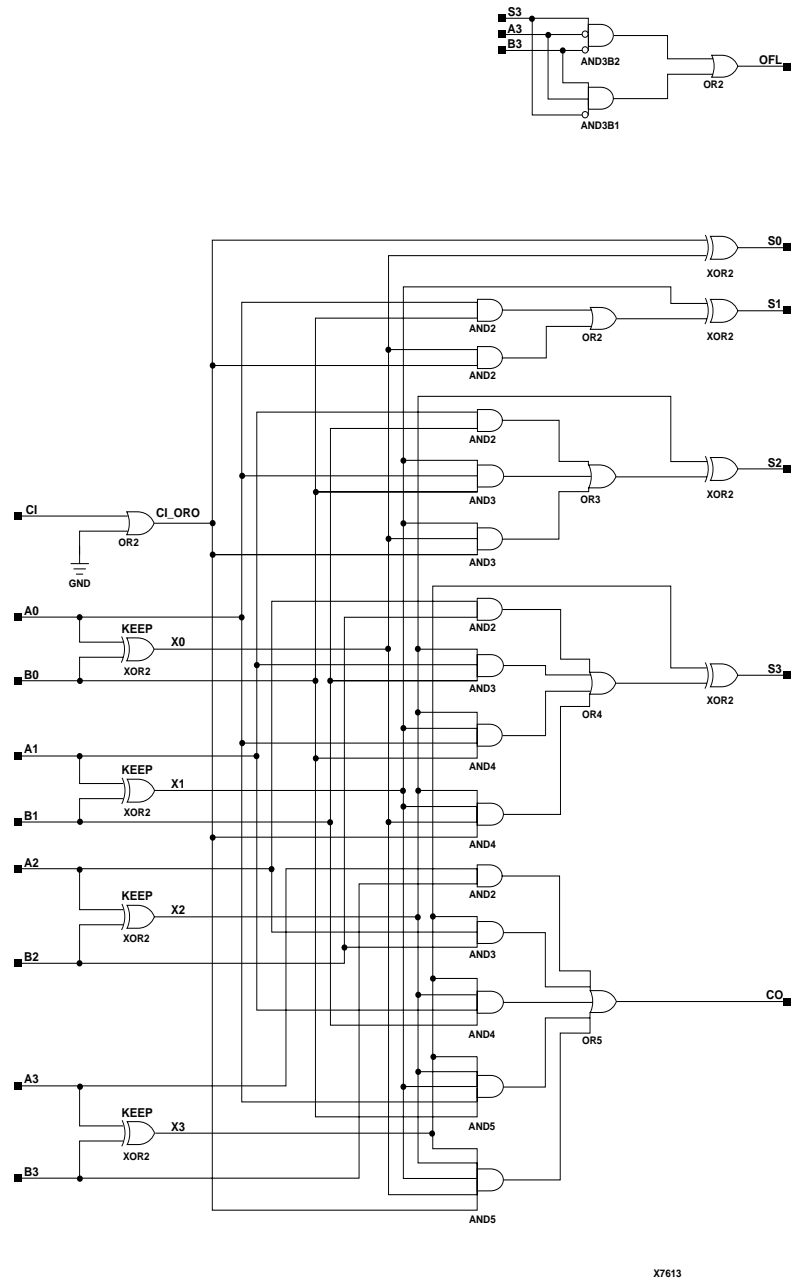 S3
A3
B3
AND3B2
OR2
OFL
AND3B1
S0
XOR2
S1
AND2
OR2
XOR2
AND2
AND2
S2
AND3
OR3
XOR2
CI
CI_ORO
OR2
AND3
GND
A0
KEEP
X0
XOR2
B0
AND2
AND3
S3
OR4
XOR2
AND4
A1
KEEP
X1
XOR2
B1
AND4
A2
KEEP
X2
XOR2
B2
AND2
AND3
CO
AND4
OR5
A3
KEEP
X3
XOR2
B3
AND5
AND5
X7613